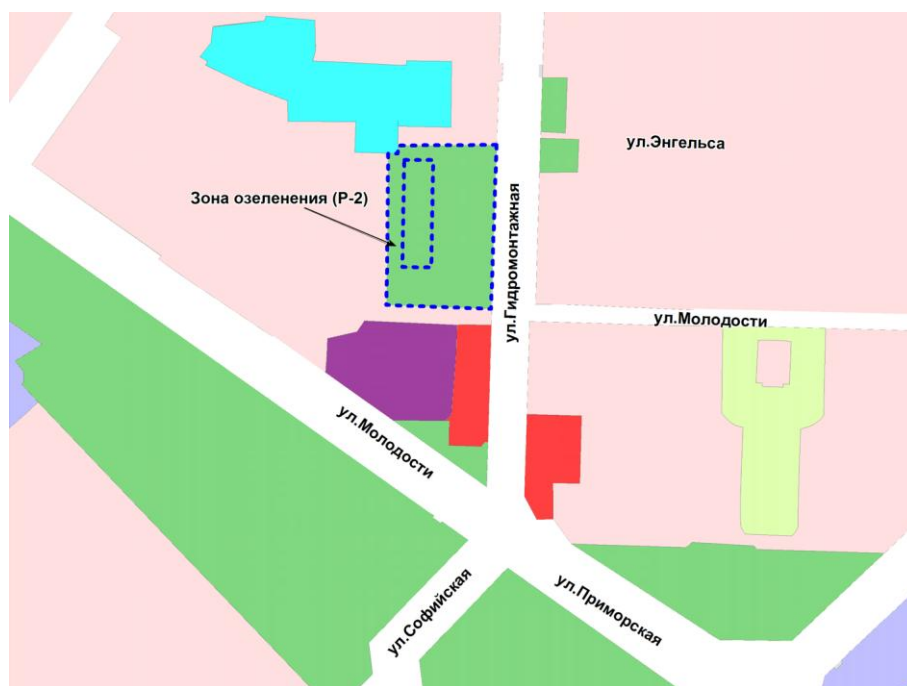 ул.Энгельса
Зона озеленения (Р-2)
ул.Гидромонтажная
ул.Молодости
ул.Молодости
ул.Софийская
ул.Приморская